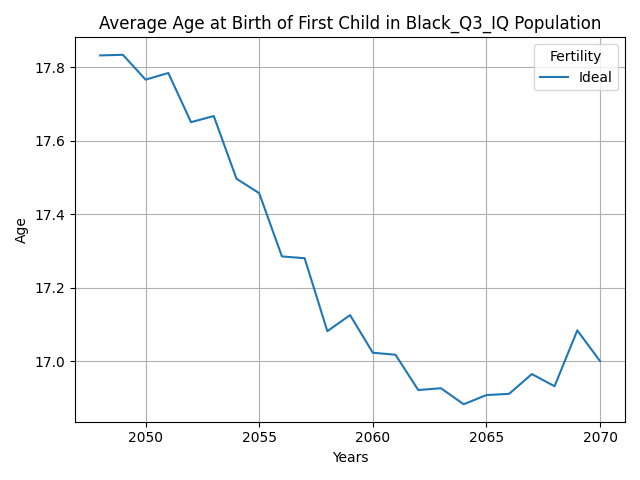 Average Age at Birth of First Child in Black_Q3_IQ Population
Fertility
Ideal
17.8
17.6
17.4
17.2
17.0
Age
2050 2055 2060 2065 2070
Years